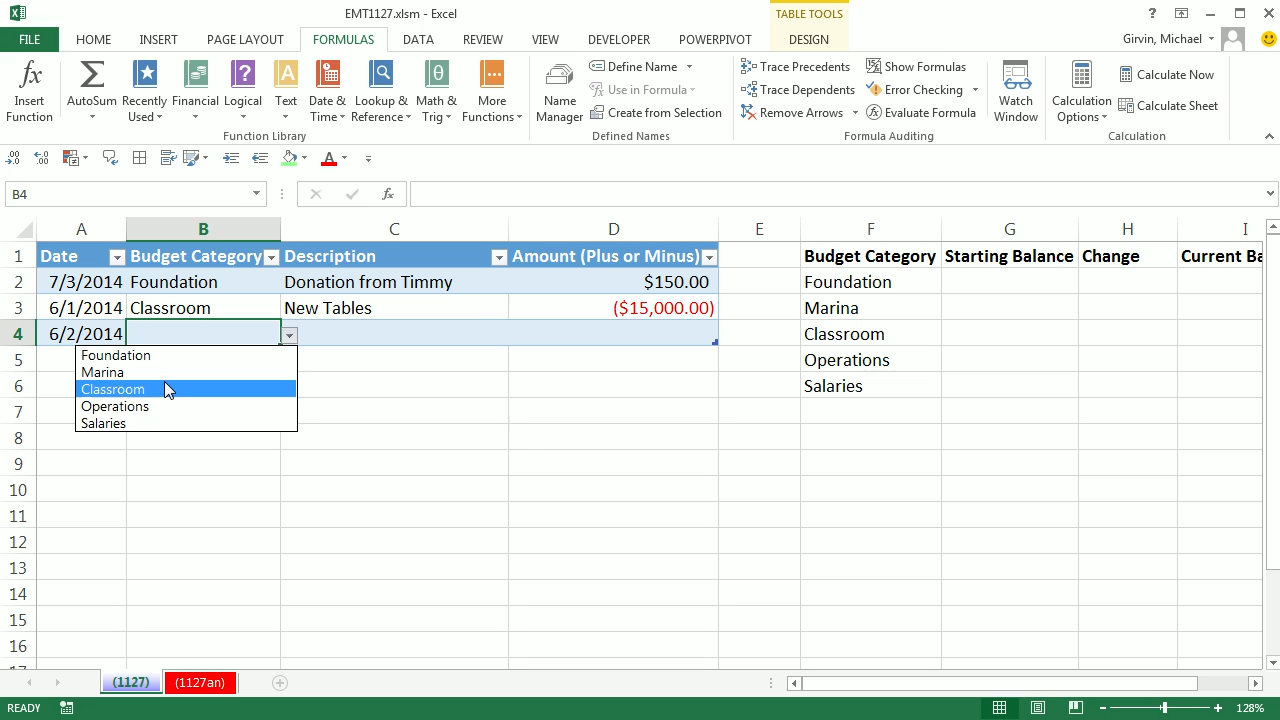 EMT1127.xlsm - Excel
TABLE TOOLS
?
FILE HOME INSERT PAGE LAYOUT FORMULAS DATA REVIEW VIEW DEVELOPER POWERPIVOT DESIGN Girvin, Michael
Insert Function
AutoSum
Recently Used
Financial
Logical
Text
Date & Time
Lookup & Reference
Math & Trig
More Functions
Function Library
Name Manager
Define Name
Use in Formula
Create from Selection
Defined Names
Trace Precedents
Trace Dependents
Remove Arrows
Show Formulas
Error Checking
Evaluate Formula
Formula Auditing
Watch Window
Calculation Options
Calculate Now
Calculate Sheet
Calculation
B4
A B C D E F G H I
1 Date Budget Category Description Amount (Plus or Minus) Budget Category Starting Balance Change Current Ba
2 7/3/2014 Foundation Donation from Timmy $150.00 Foundation
3 6/1/2014 Classroom New Tables ($15,000.00) Marina
4 6/2/2014 Classroom
5 Operations
6 Salaries
7
8
9
10
11
12
13
14
15
16
17
Foundation
Marina
Classroom
Operations
Salaries
(1127) (1127an)
READY 128%